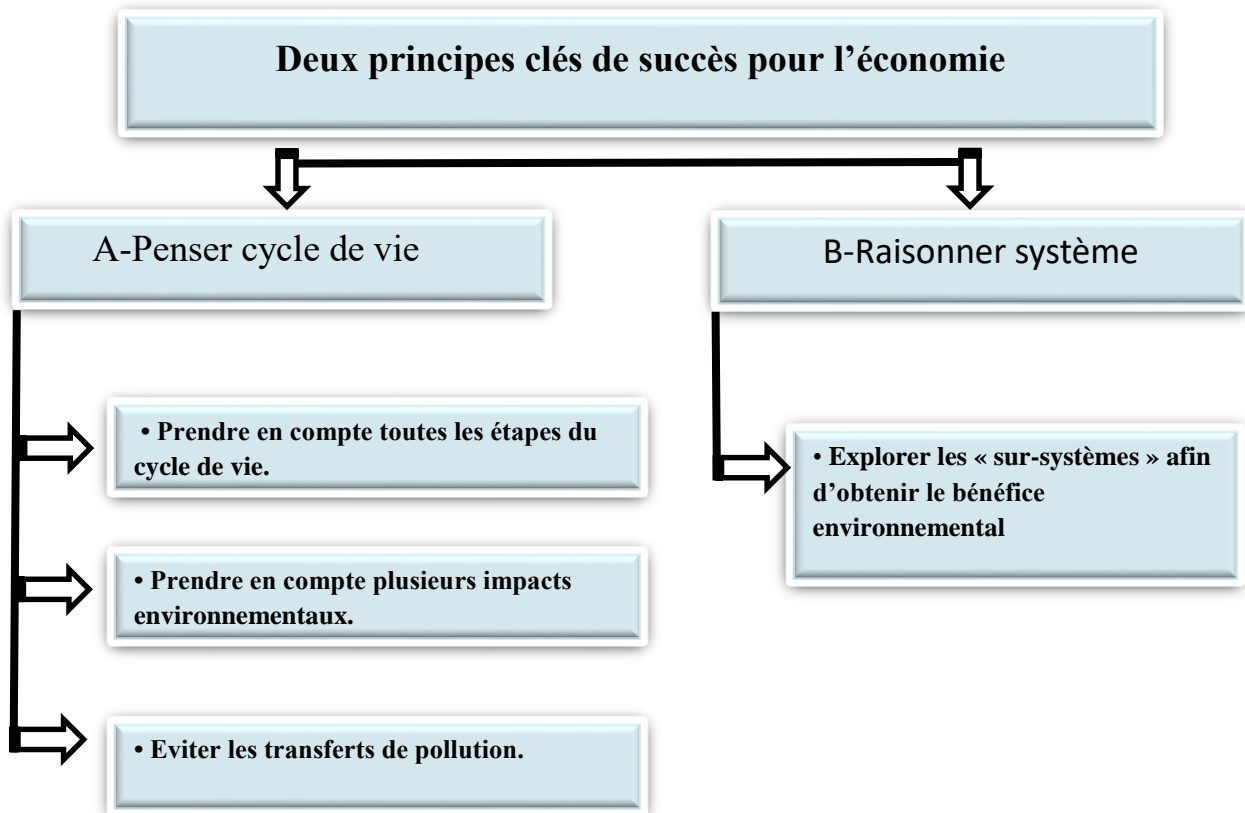 Deux principes clés de succès pour l’économie
A-Penser cycle de vie
B-Raisonner système
• Prendre en compte toutes les étapes du
cycle de vie.
• Explorer les « sur-systèmes » afin
d’obtenir le bénéfice
environnemental
• Prendre en compte plusieurs impacts
environnementaux.
• Eviter les transferts de pollution.